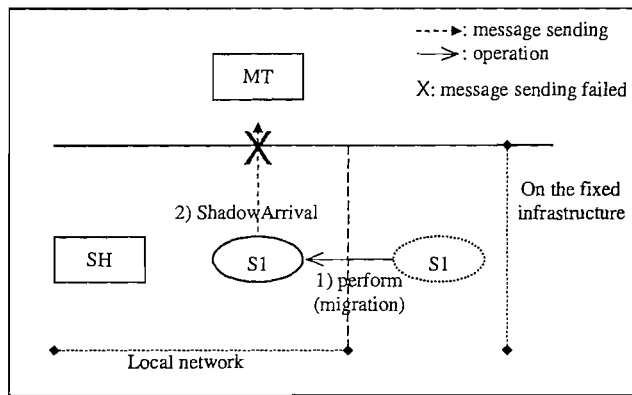 : message sending
: operation
X: message sending failed
MT
X
On the fixed
infrastructure
2) ShadowArrival
SH
S1
S1
1) perform
(migration)
Local network